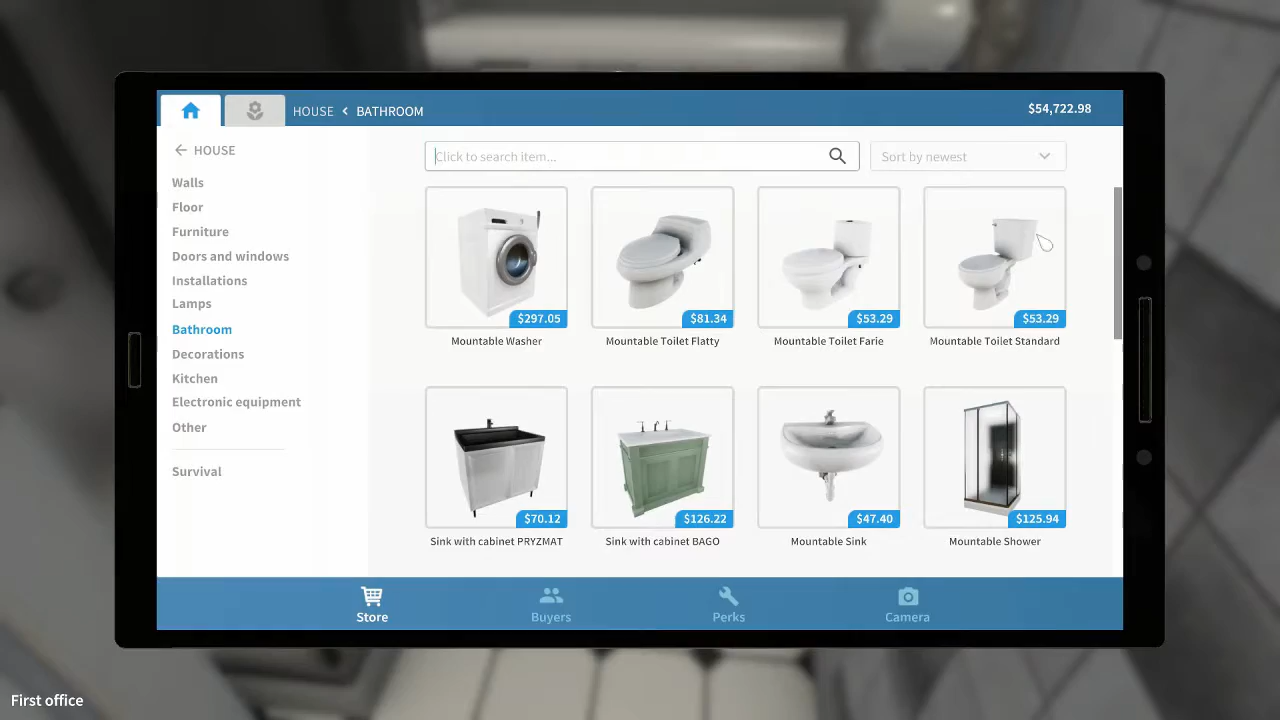 HOUSE < BATHROOM
$54,722.98
← HOUSE
Click to search item...
Sort by newest
Walls
Floor
Furniture
Doors and windows
Installations
Lamps
Bathroom
Decorations
Kitchen
Electronic equipment
Other
Survival
$297.05
$81.34
$53.29
$53.29
Mountable Washer
Mountable Toilet Flatty
Mountable Toilet Farie
Mountable Toilet Standard
$70.12
$126.22
$47.40
$125.94
Sink with cabinet PRYZMAT
Sink with cabinet BAGO
Mountable Sink
Mountable Shower
Store
Buyers
Perks
Camera
First office